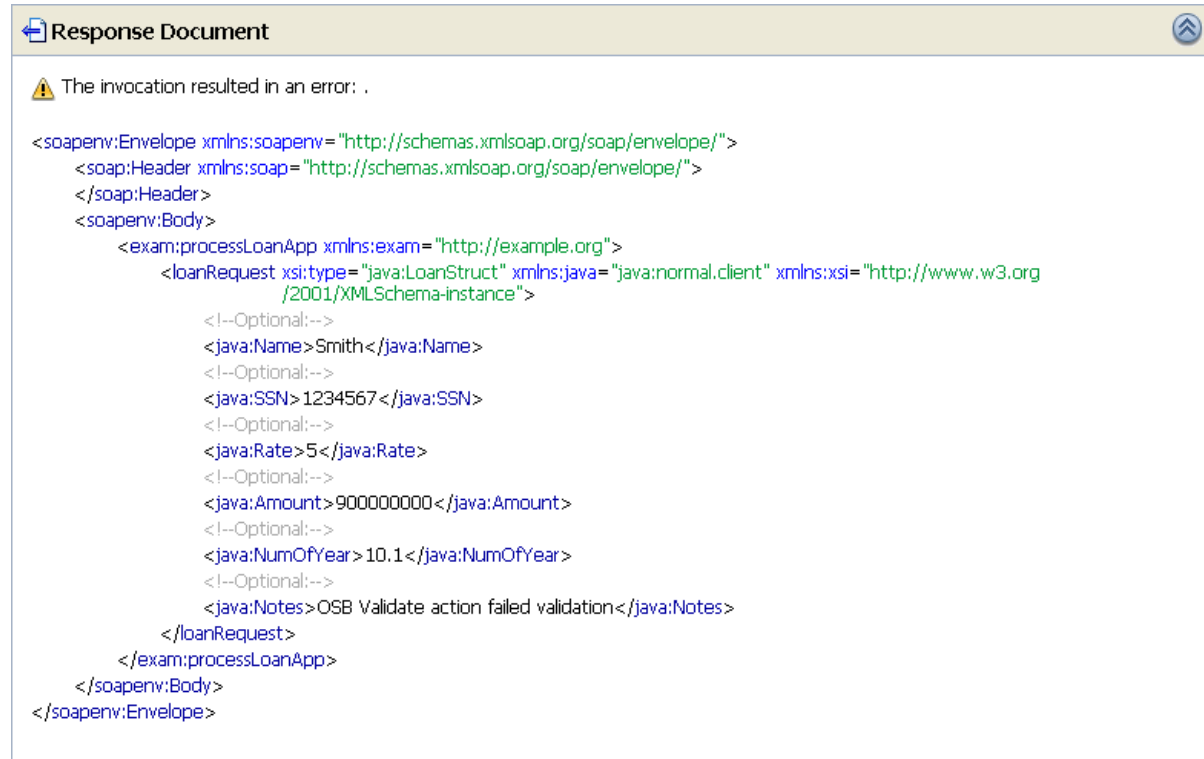 Response Document
The invocation resulted in an error: .
<soapenv:Envelope xmlns:soapenv="http://schemas.xmlsoap.org/soap/envelope/">
<soap:Header xmlns:soap="http://schemas.xmlsoap.org/soap/envelope/">
</soap:Header>
<soapenv:Body>
<exam:processLoanApp xmlns:exam="http://example.org">
<loanRequest xsi:type="java:LoanStruct" xmlns:java="java:normal.client" xmlns:xsi="http://www.w3.org
/2001/XMLSchema-instance">
<!--Optional:-->
<java:Name>Smith</java:Name>
<!--Optional:-->
<java:SSN>1234567</java:SSN>
<!--Optional:-->
<java:Rate>5</java:Rate>
<!--Optional:-->
<java:Amount>900000000</java:Amount>
<!--Optional:-->
<java:NumOfYear>10.1</java:NumOfYear>
<!--Optional:-->
<java:Notes>OSB Validate action failed validation</java:Notes>
</loanRequest>
</exam:processLoanApp>
</soapenv:Body>
</soapenv:Envelope>